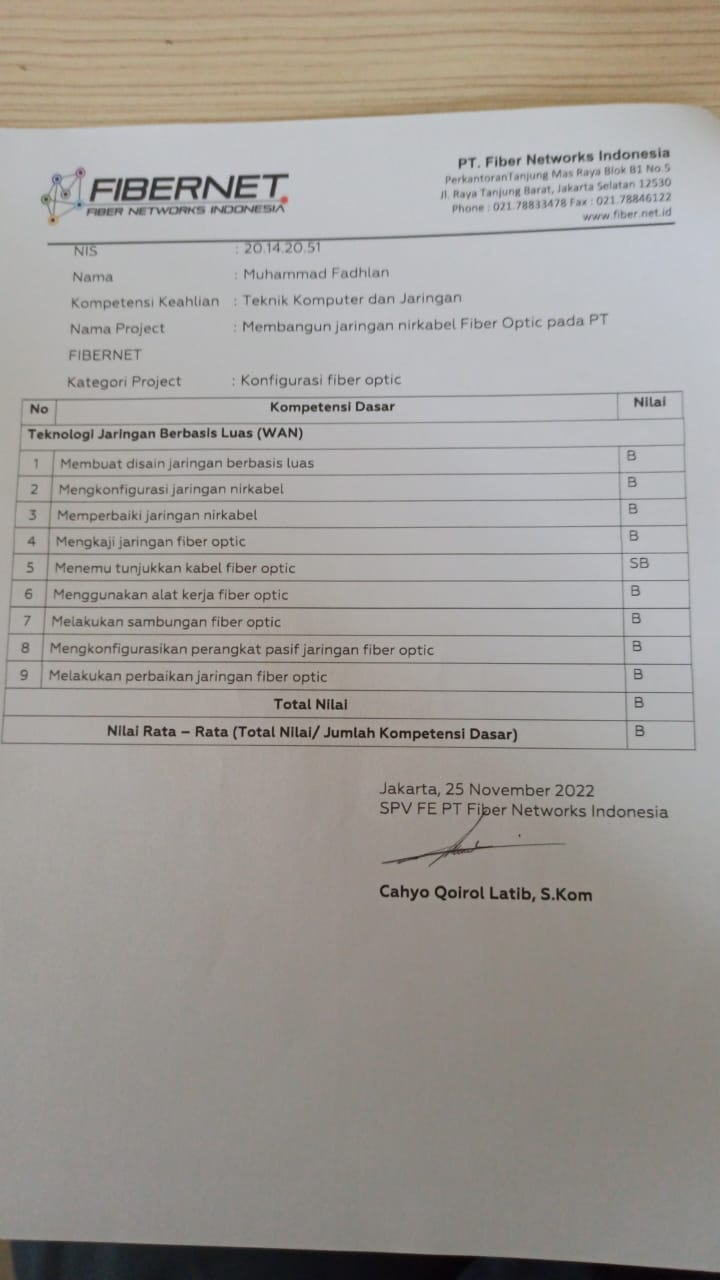 FIBERNET
FIBER NETWORKS INDONESIA
PT. Fiber Networks Indonesia
PerkantoranTanjung Mas Raya Blok B1 No.5
Jl. Raya Tanjung Barat, Jakarta Selatan 12530
Phone : 021.78833478 Fax : 021.78846122
www.fiber.net.id
NIS : 20.14.20.51
Nama : Muhammad Fadhlan
Kompetensi Keahlian : Teknik Komputer dan Jaringan
Nama Project : Membangun jaringan nirkabel Fiber Optic pada PT
FIBERNET
Kategori Project : Konfigurasi fiber optic
No Kompetensi Dasar Nilai
Teknologi Jaringan Berbasis Luas (WAN)
1 Membuat disain jaringan berbasis luas B
2 Mengkonfigurasi jaringan nirkabel B
3 Memperbaiki jaringan nirkabel B
4 Mengkaji jaringan fiber optic B
5 Menemu tunjukkan kabel fiber optic SB
6 Menggunakan alat kerja fiber optic B
7 Melakukan sambungan fiber optic B
8 Mengkonfigurasikan perangkat pasif jaringan fiber optic B
9 Melakukan perbaikan jaringan fiber optic B
Total Nilai B
Nilai Rata – Rata (Total Nilai/ Jumlah Kompetensi Dasar) B
Jakarta, 25 November 2022
SPV FE PT Fiber Networks Indonesia
Cahyo Qoirol Latib, S.Kom